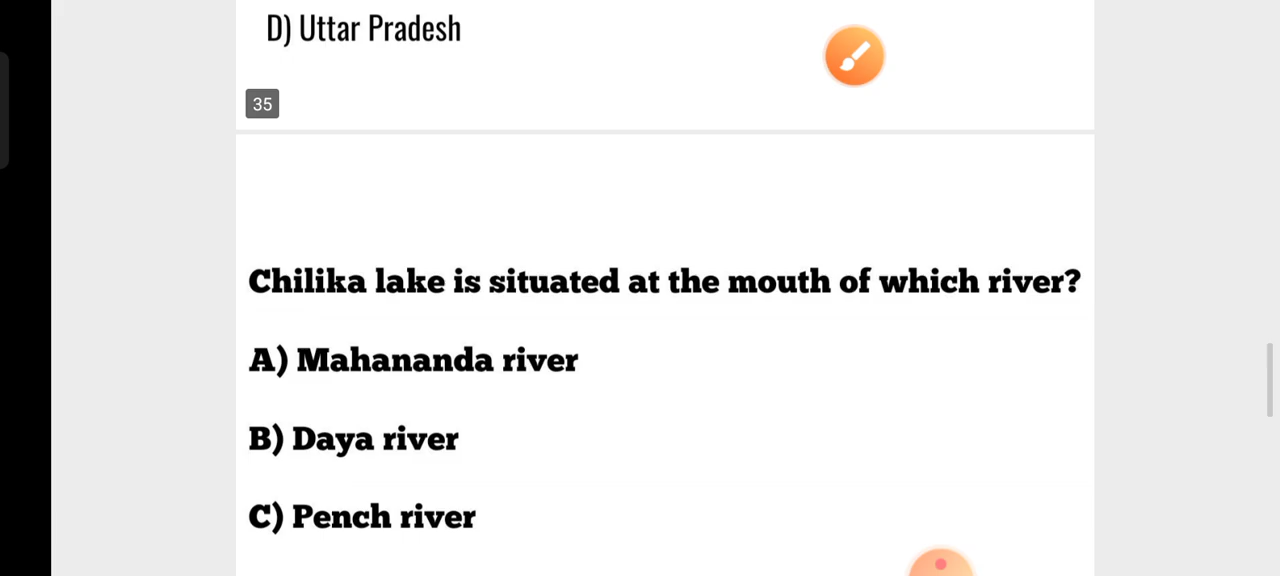 D) Uttar Pradesh
35
Chilika lake is situated at the mouth of which river?
A) Mahananda river
B) Daya river
C) Pench river